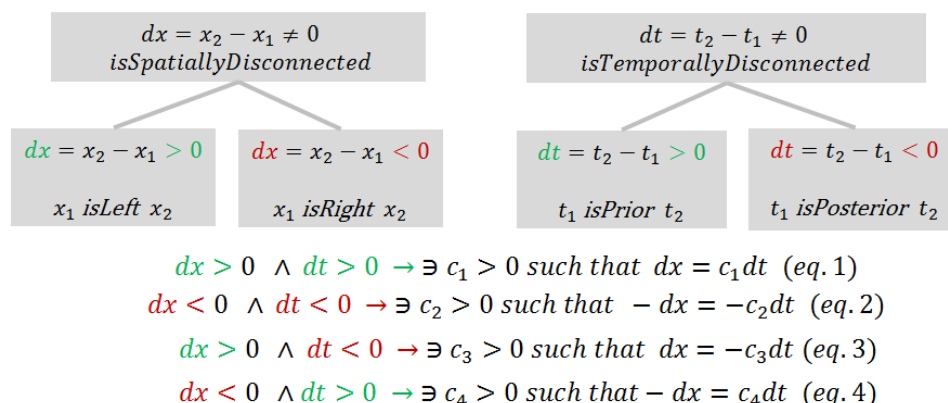 dx = x₂ − x₁ ≠ 0
isSpatiallyDisconnected
dt = t₂ − t₁ ≠ 0
isTemporallyDisconnected
dx = x₂ − x₁ > 0
x₁ isLeft x₂
dx = x₂ − x₁ < 0
x₁ isRight x₂
dt = t₂ − t₁ > 0
t₁ isPrior t₂
dt = t₂ − t₁ < 0
t₁ isPosterior t₂
dx > 0 ∧ dt > 0 → ∋ c₁ > 0 such that dx = c₁dt (eq. 1)
dx < 0 ∧ dt < 0 → ∋ c₂ > 0 such that − dx = −c₂dt (eq. 2)
dx > 0 ∧ dt < 0 → ∋ c₃ > 0 such that dx = −c₃dt (eq. 3)
dx < 0 ∧ dt > 0 → ∋ c₄ > 0 such that − dx = c₄dt (eq. 4)